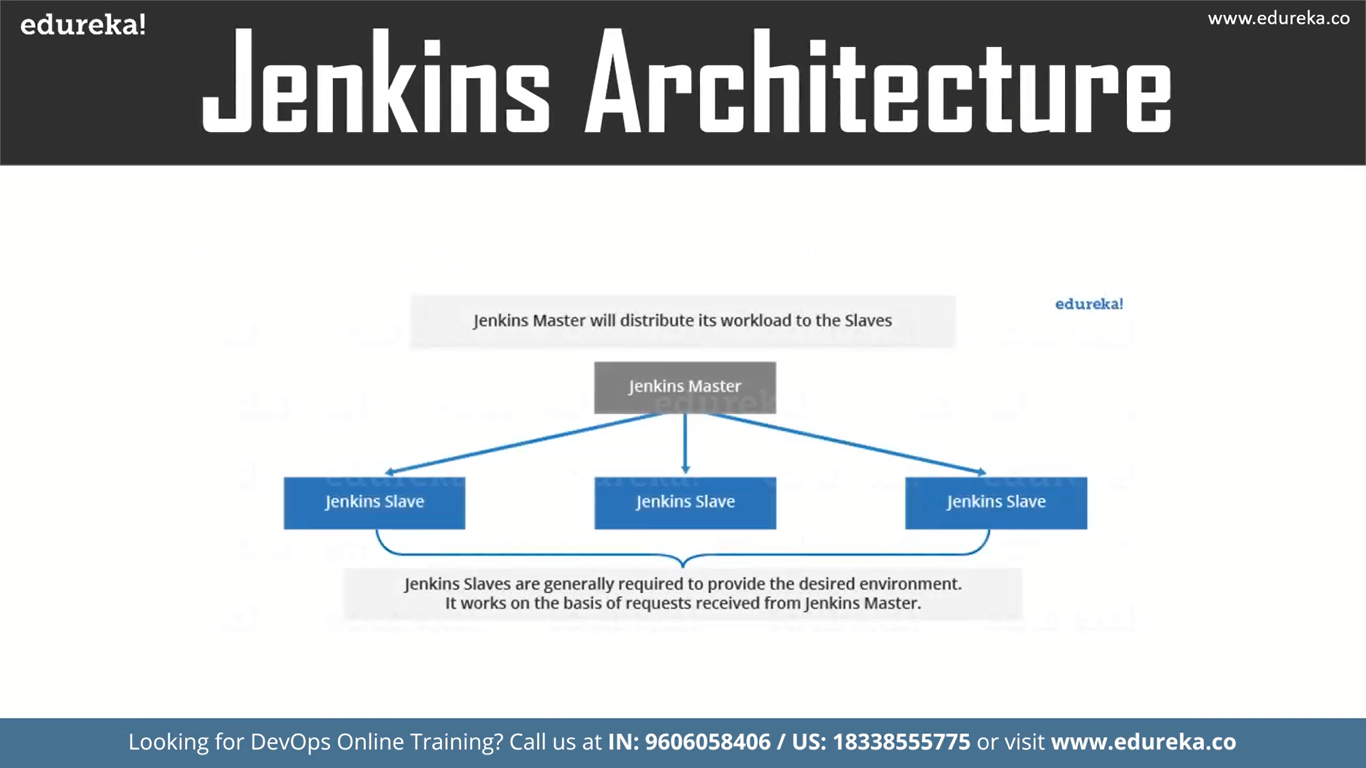 edureka!
www.edureka.co
Jenkins Architecture
Jenkins Master will distribute its workload to the Slaves
edureka!
Jenkins Master
edureka
Jenkins Slave
Jenkins Slave
Jenkins Slave
Jenkins Slaves are generally required to provide the desired environment.
It works on the basis of requests received from Jenkins Master.
Looking for DevOps Online Training? Call us at IN: 9606058406 / US: 18338555775 or visit www.edureka.co